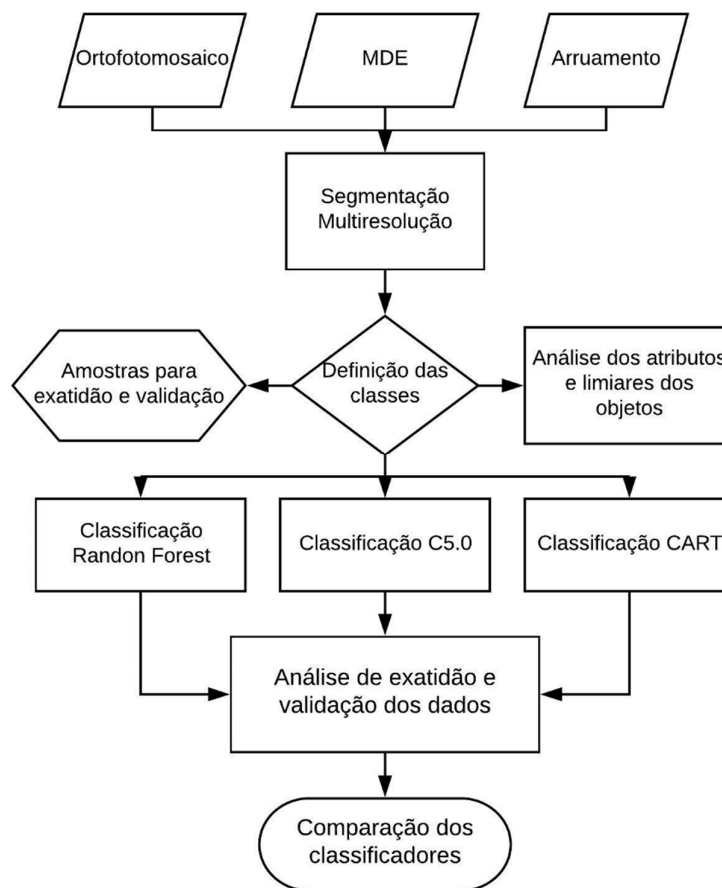 Ortofotomosaico
MDE
Arruamento
Segmentação
Multiresolução
Amostras para
exatidão e validação
Definição das
classes
Análise dos atributos
e limiares dos
objetos
Classificação
Randon Forest
Classificação C5.0
Classificação CART
Análise de exatidão e
validação dos dados
Comparação dos
classificadores